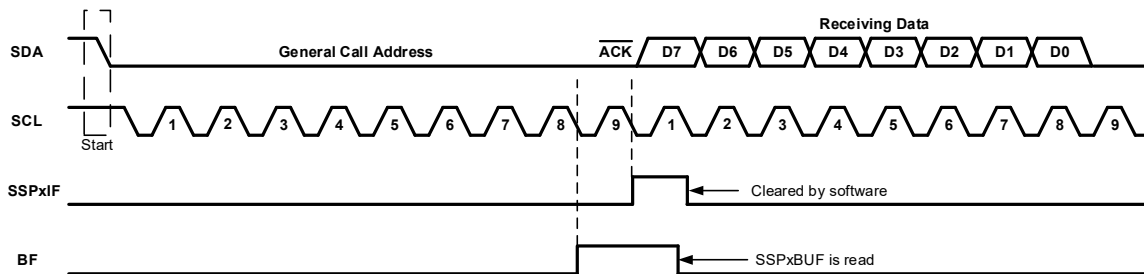 Receiving Data
SDA General Call Address ACK D7 D6 D5 D4 D3 D2 D1 D0
SCL 1 2 3 4 5 6 7 8 9 1 2 3 4 5 6 7 8 9
Start
SSPxIF Cleared by software
BF SSPxBUF is read